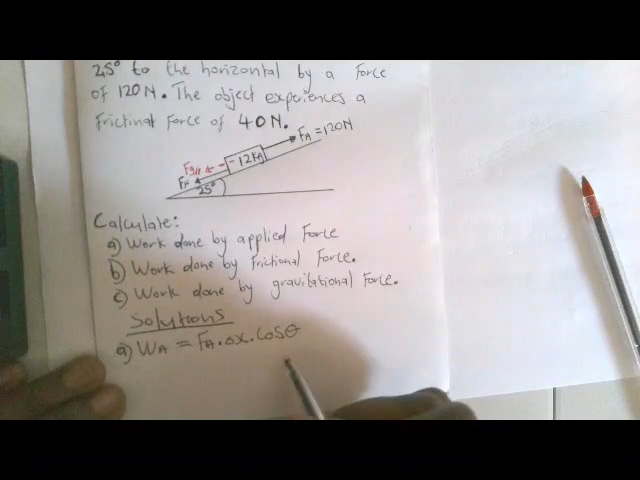 25° to the horizontal by a force
of 120N. The object experiences a
Frictinal Force of 40N.
FA = 120N
12kg
Fg||
25°
Calculate:
a) Work done by applied Force
b) Work done by Frictional Force.
c) Work done by gravitational Force.
Solutions
a) WA = FA.Δx.cosθ